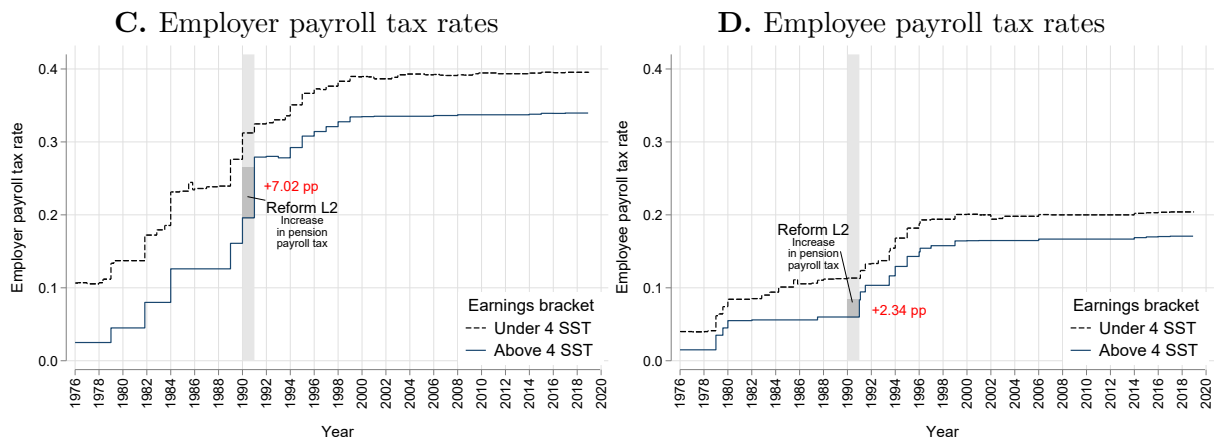 C. Employer payroll tax rates
Employer payroll tax rate
0.4
0.3
0.2
0.1
0.0
+7.02 pp
Reform L2
Increase
in pension
payroll tax
Earnings bracket
Under 4 SST
Above 4 SST
1976 1978 1980 1982 1984 1986 1988 1990 1992 1994 1996 1998 2000 2002 2004 2006 2008 2010 2012 2014 2016 2018 2020
Year
D. Employee payroll tax rates
Employee payroll tax rate
0.4
0.3
0.2
0.1
0.0
Reform L2
Increase
in pension
payroll tax
+2.34 pp
Earnings bracket
Under 4 SST
Above 4 SST
1976 1978 1980 1982 1984 1986 1988 1990 1992 1994 1996 1998 2000 2002 2004 2006 2008 2010 2012 2014 2016 2018 2020
Year